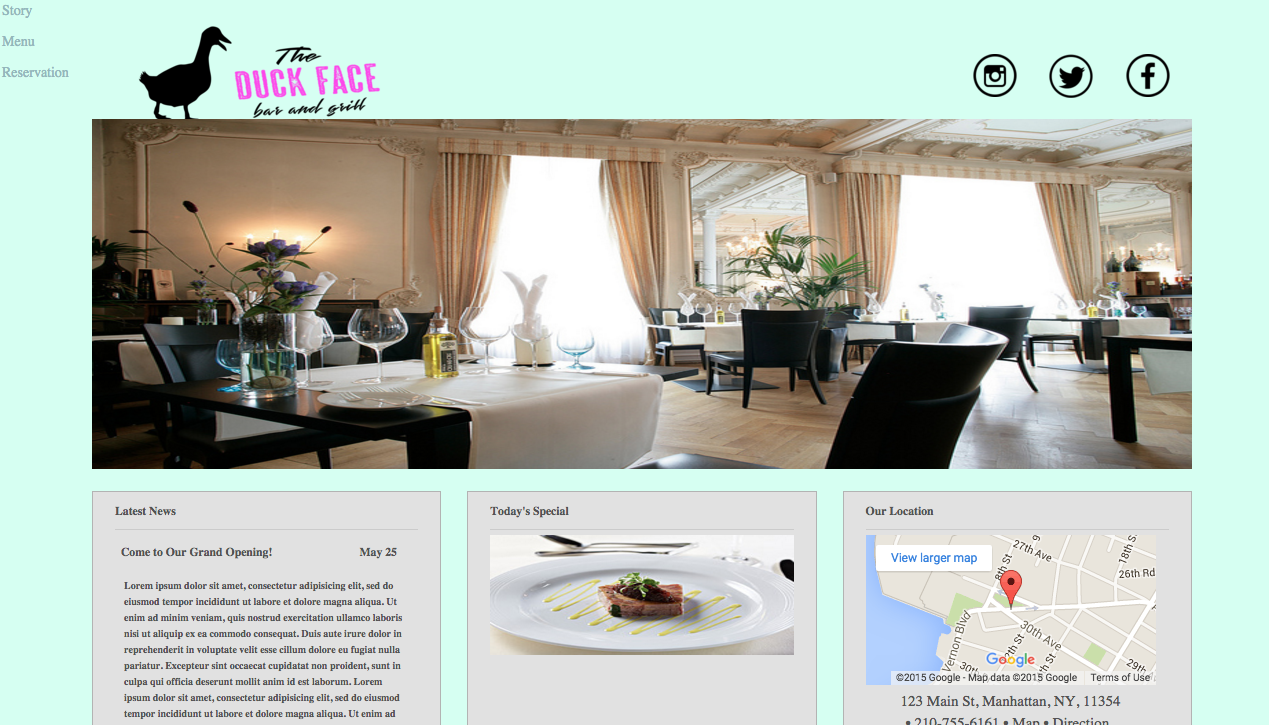 Story
Menu
Reservation
The
DUCK FACE
bar and grill
Latest News
Come to Our Grand Opening! May 25
Lorem ipsum dolor sit amet, consectetur adipisicing elit, sed do
eiusmod tempor incididunt ut labore et dolore magna aliqua. Ut
enim ad minim veniam, quis nostrud exercitation ullamco laboris
nisi ut aliquip ex ea commodo consequat. Duis aute irure dolor in
reprehenderit in voluptate velit esse cillum dolore eu fugiat nulla
pariatur. Excepteur sint occaecat cupidatat non proident, sunt in
culpa qui officia deserunt mollit anim id est laborum. Lorem
ipsum dolor sit amet, consectetur adipisicing elit, sed do eiusmod
tempor incididunt ut labore et dolore magna aliqua. Ut enim ad
Today's Special
Our Location
View larger map
27th Ave
18th S
26th Rd
8th St
9
Vernon Blvd
12th St
14th St
30th Ave
29th
Google
©2015 Google - Map data ©2015 Google Terms of Use
123 Main St, Manhattan, NY, 11354
• 210-755-6161 • Map • Direction